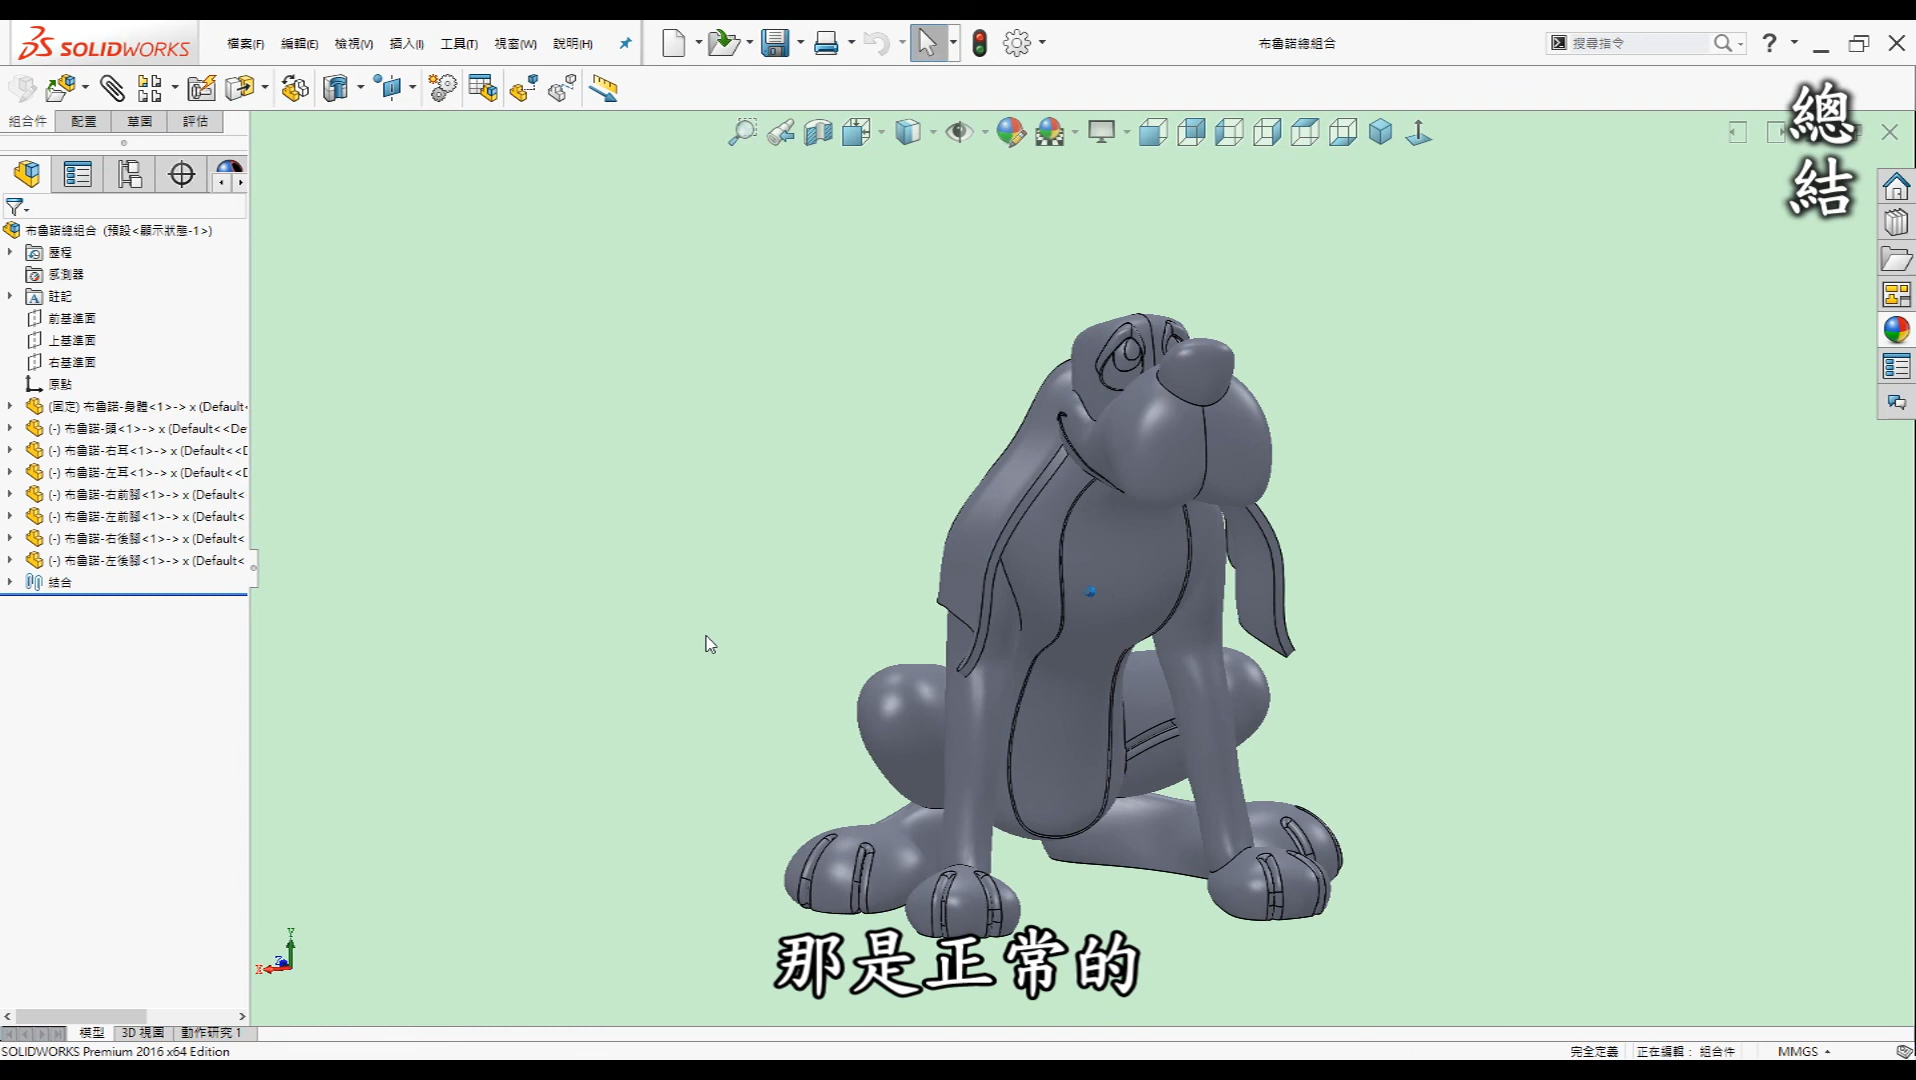 SOLIDWORKS 檔案(F) 編輯(E) 檢視(V) 插入(I) 工具(T) 視窗(W) 說明(H) 布魯諾總組合 搜尋指令 ?
組合件 配置 草圖 評估
總結
布魯諾總組合 (預設<顯示狀態-1>)
歷程
感測器
註記
前基準面
上基準面
右基準面
原點
(固定) 布魯諾-身體<1>-> x (Default<
(-) 布魯諾-頭<1>-> x (Default<<De
(-) 布魯諾-右耳<1>-> x (Default<<D
(-) 布魯諾-左耳<1>-> x (Default<<D
(-) 布魯諾-右前腳<1>-> x (Default<
(-) 布魯諾-左前腳<1>-> x (Default<
(-) 布魯諾-右後腳<1>-> x (Default<
(-) 布魯諾-左後腳<1>-> x (Default<
結合
Y
Z
X
那是正常的
模型 3D 視圖 動作研究 1
SOLIDWORKS Premium 2016 x64 Edition 完全定義 正在編輯： 組合件 MMGS